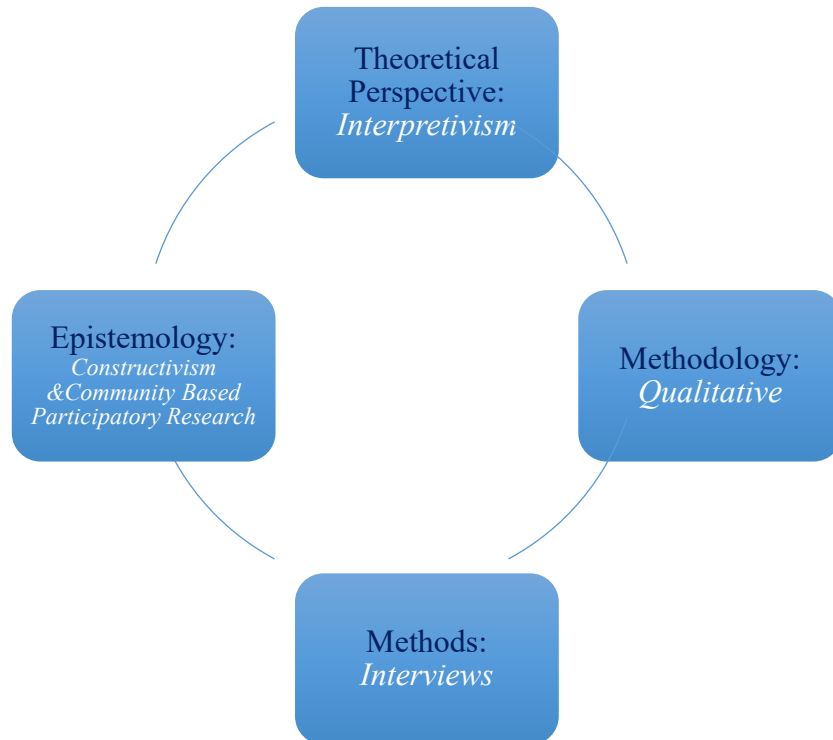 Theoretical
Perspective:
Interpretivism
Epistemology:
Constructivism
&Community Based
Participatory Research
Methodology:
Qualitative
Methods:
Interviews